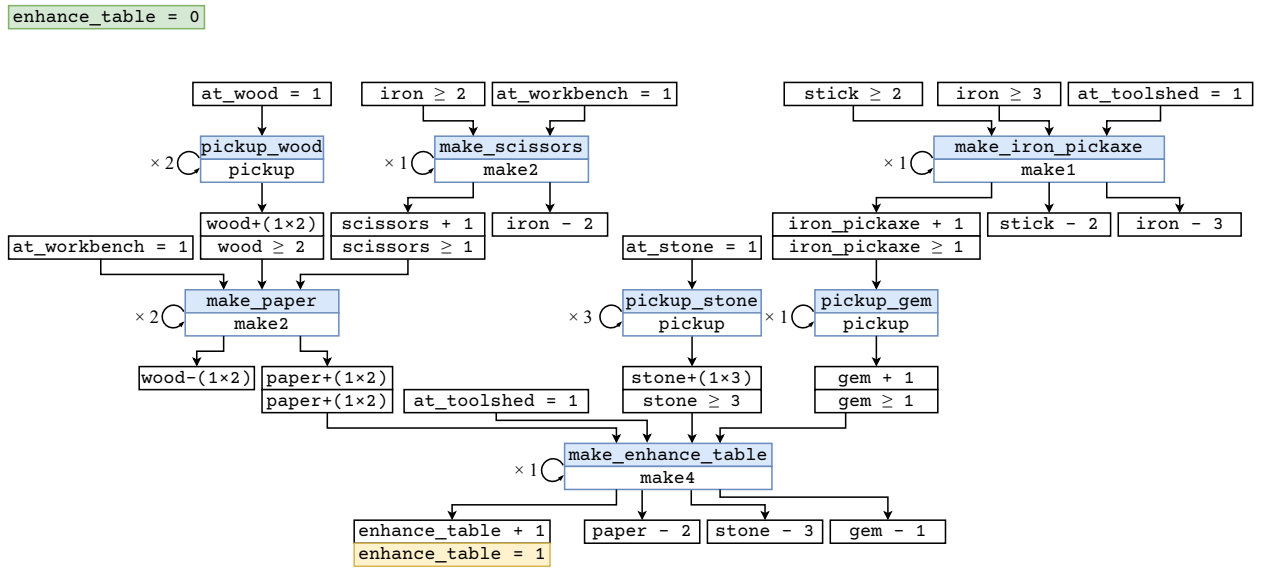 enhance_table = 0
at_wood = 1
iron ≥ 2
at_workbench = 1
stick ≥ 2
iron ≥ 3
at_toolshed = 1
× 2
pickup_wood
pickup
× 1
make_scissors
make2
× 1
make_iron_pickaxe
make1
wood+(1×2)
wood ≥ 2
scissors + 1
scissors ≥ 1
iron - 2
iron_pickaxe + 1
iron_pickaxe ≥ 1
stick - 2
iron - 3
at_workbench = 1
at_stone = 1
× 2
make_paper
make2
× 3
pickup_stone
pickup
× 1
pickup_gem
pickup
wood-(1×2)
paper+(1×2)
paper+(1×2)
at_toolshed = 1
stone+(1×3)
stone ≥ 3
gem + 1
gem ≥ 1
× 1
make_enhance_table
make4
enhance_table + 1
enhance_table = 1
paper - 2
stone - 3
gem - 1